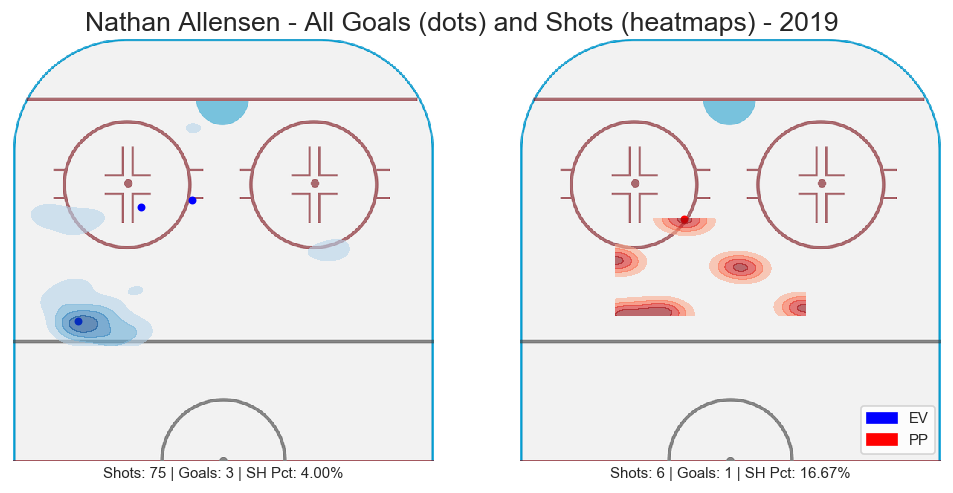 Nathan Allensen - All Goals (dots) and Shots (heatmaps) - 2019
EV
PP
Shots: 75 | Goals: 3 | SH Pct: 4.00%
Shots: 6 | Goals: 1 | SH Pct: 16.67%